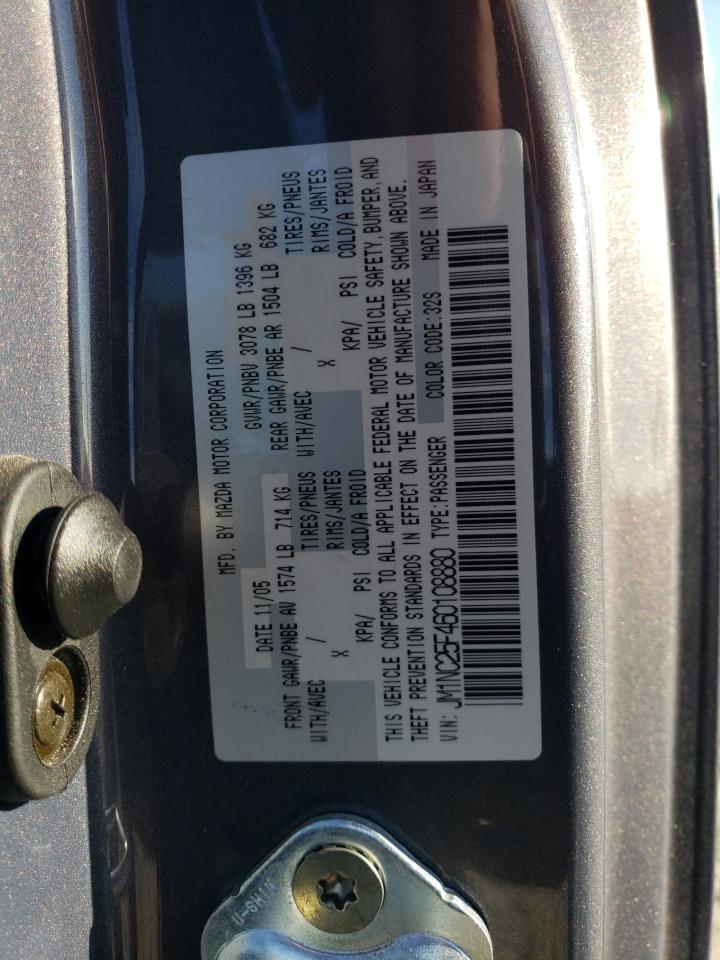 MFD. BY MAZDA MOTOR CORPORATION
DATE 11/05 GVWR/PNBV 3078 LB 1396 KG
FRONT GAWR/PNBE AV 1574 LB 714 KG REAR GAWR/PNBE AR 1504 LB 682 KG
WITH/AVEC / TIRES/PNEUS WITH/AVEC / TIRES/PNEUS
X RIMS/JANTES X RIMS/JANTES
KPA/ PSI COLD/A FROID KPA/ PSI COLD/A FROID
THIS VEHICLE CONFORMS TO ALL APPLICABLE FEDERAL MOTOR VEHICLE SAFETY, BUMPER, AND
THEFT PREVENTION STANDARDS IN EFFECT ON THE DATE OF MANUFACTURE SHOWN ABOVE.
VIN: JM1NC25F460108880 TYPE:PASSENGER COLOR CODE:32S MADE IN JAPAN
U-SHIN